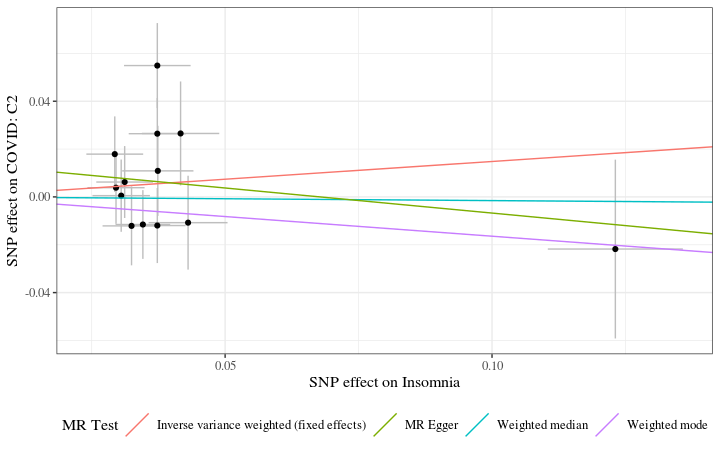 SNP effect on COVID: C2
0.04
0.00
-0.04
0.05
0.10
SNP effect on Insomnia
MR Test
Inverse variance weighted (fixed effects)
MR Egger
Weighted median
Weighted mode